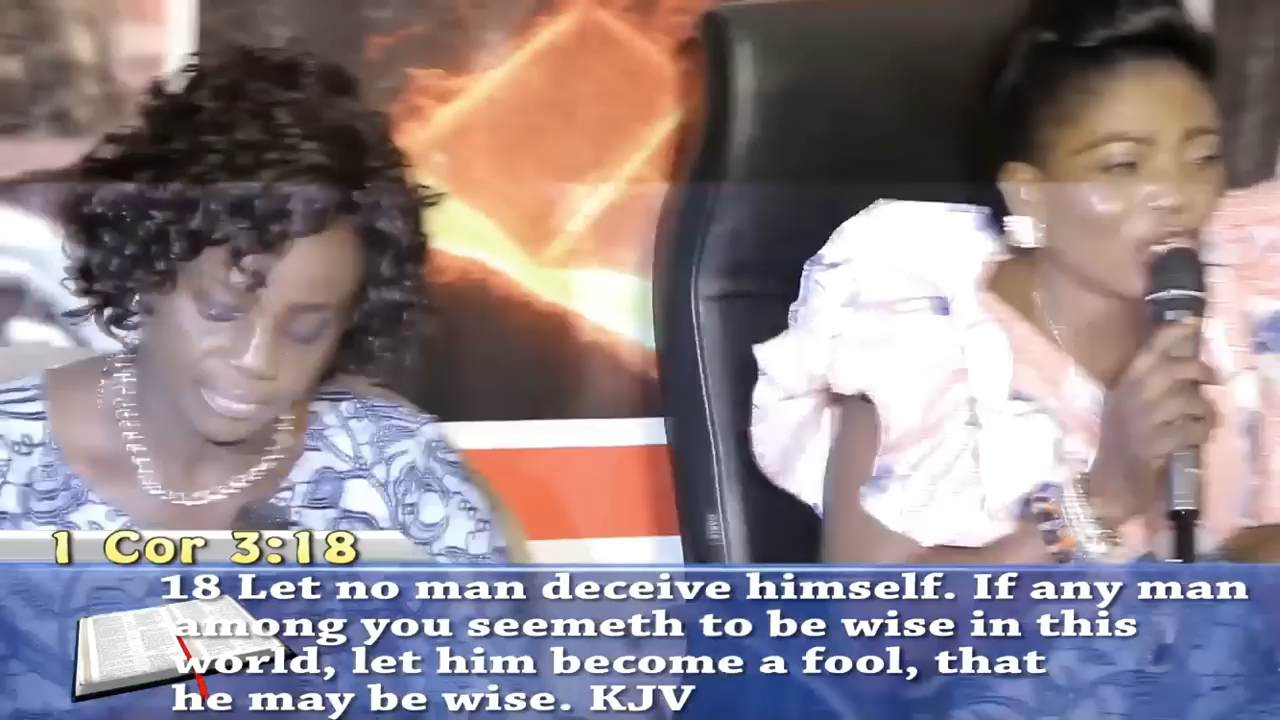 1 Cor 3:18
18 Let no man deceive himself. If any man
among you seemeth to be wise in this
world, let him become a fool, that
he may be wise. KJV